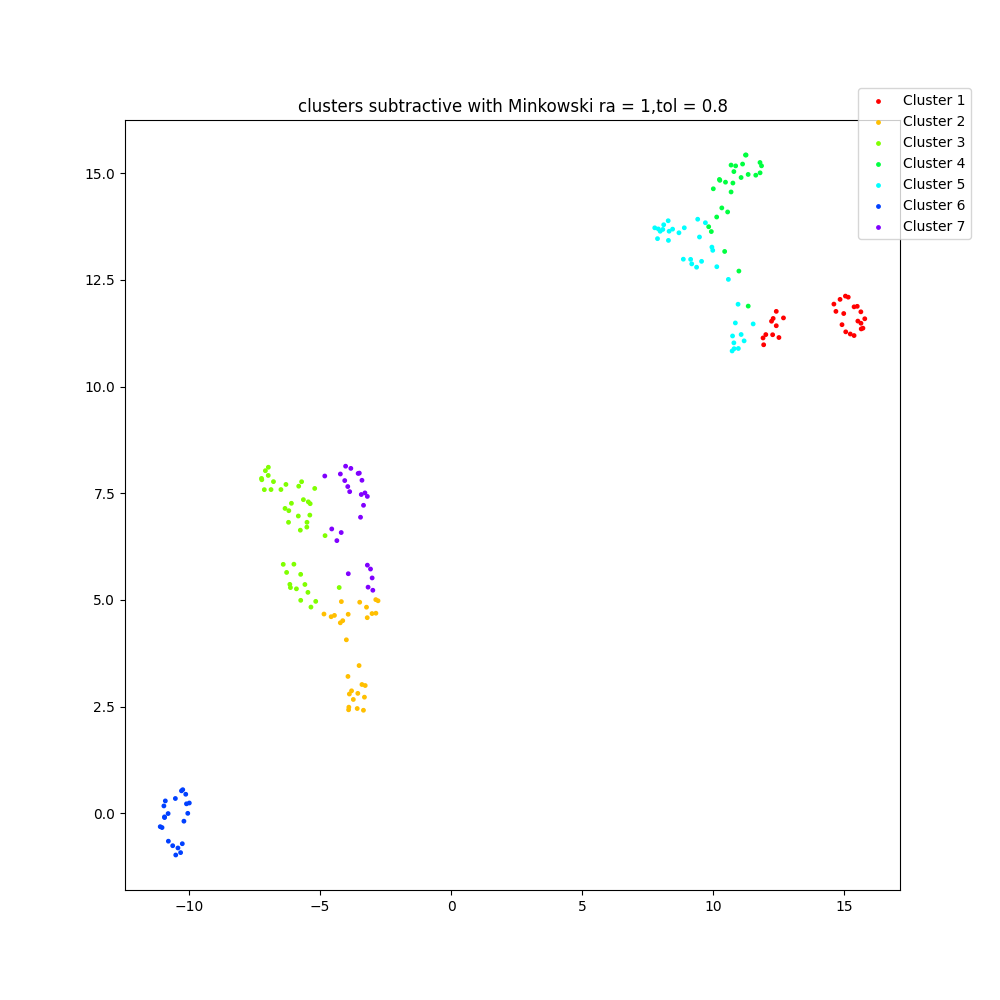 clusters subtractive with Minkowski ra = 1,tol = 0.8
Cluster 1
Cluster 2
Cluster 3
Cluster 4
Cluster 5
Cluster 6
Cluster 7
15.0
12.5
10.0
7.5
5.0
2.5
0.0
−10 −5 0 5 10 15